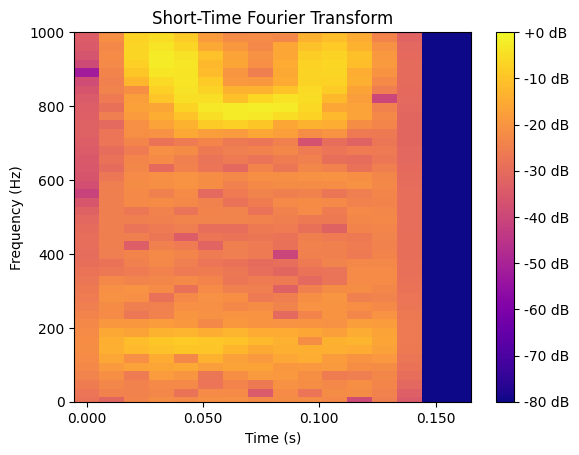 Short-Time Fourier Transform
Frequency (Hz)
1000
800
600
400
200
0
0.000
0.050
0.100
0.150
Time (s)
+0 dB
-10 dB
-20 dB
-30 dB
-40 dB
-50 dB
-60 dB
-70 dB
-80 dB